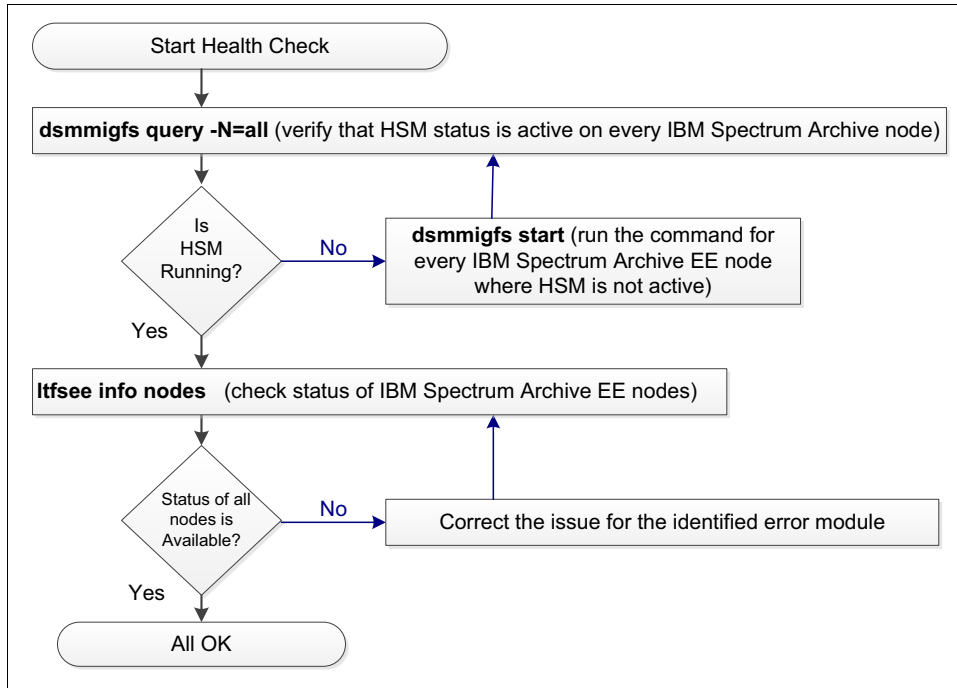 Start Health Check
dsmmigfs query -N=all (verify that HSM status is active on every IBM Spectrum Archive node)
Is
HSM
Running?
No
dsmmigfs start (run the command for
every IBM Spectrum Archive EE node
where HSM is not active)
Yes
ltfsee info nodes (check status of IBM Spectrum Archive EE nodes)
Status of all
nodes is
Available?
No
Correct the issue for the identified error module
Yes
All OK